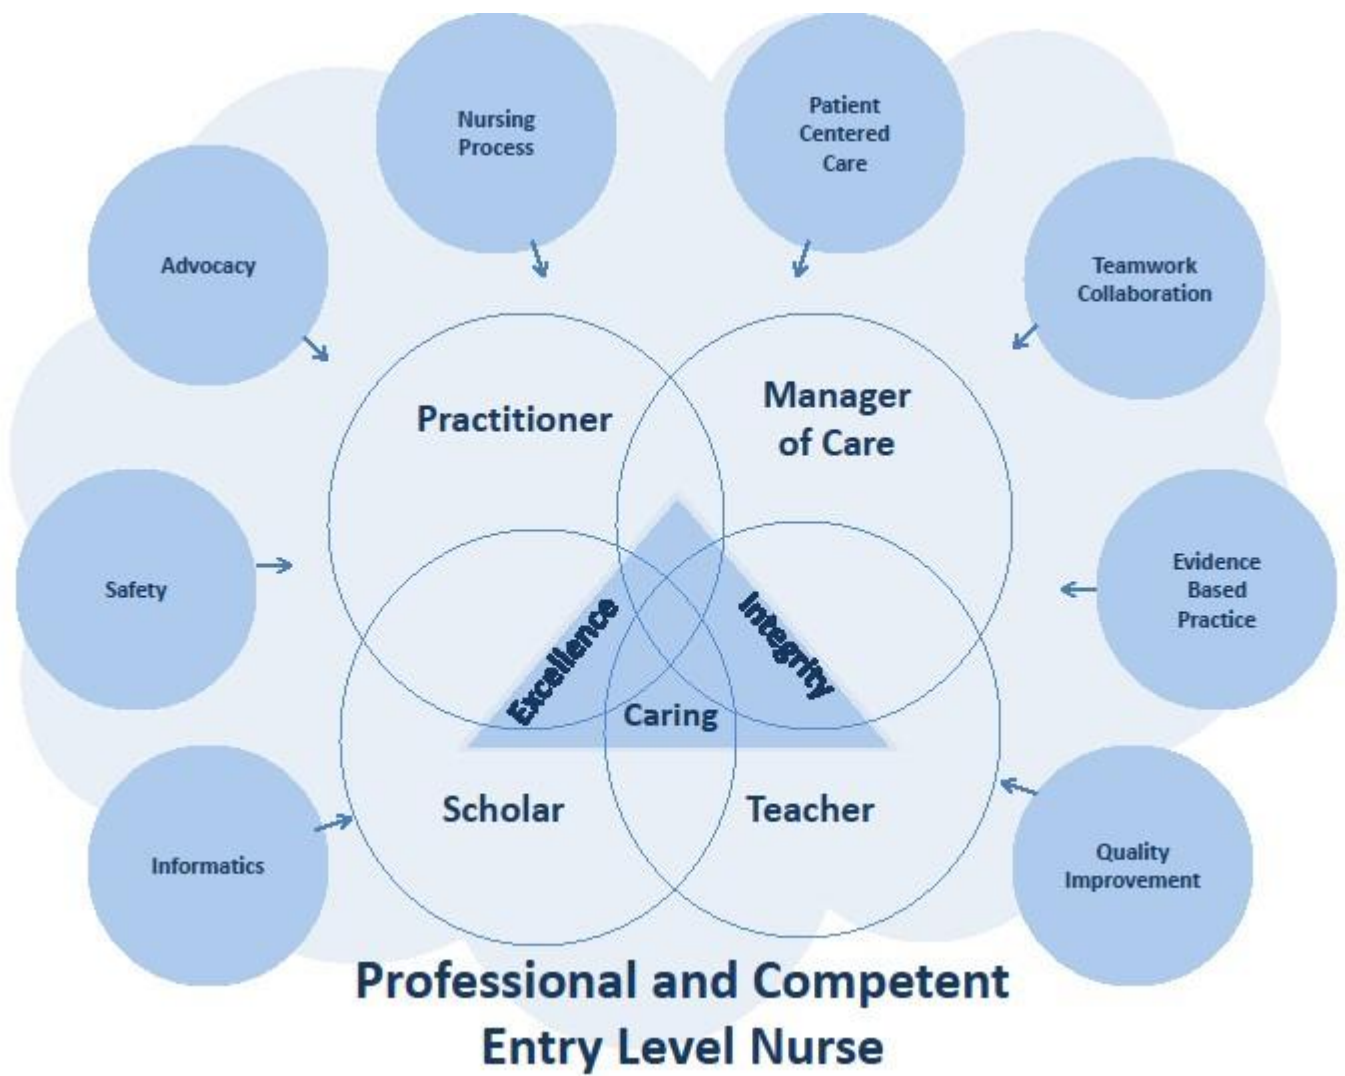 Nursing
Process
Patient
Centered
Care
Advocacy
Teamwork
Collaboration
Practitioner
Manager
of Care
Safety
Evidence
Based
Practice
Excellence
Integrity
Caring
Scholar
Teacher
Informatics
Quality
Improvement
Professional and Competent
Entry Level Nurse